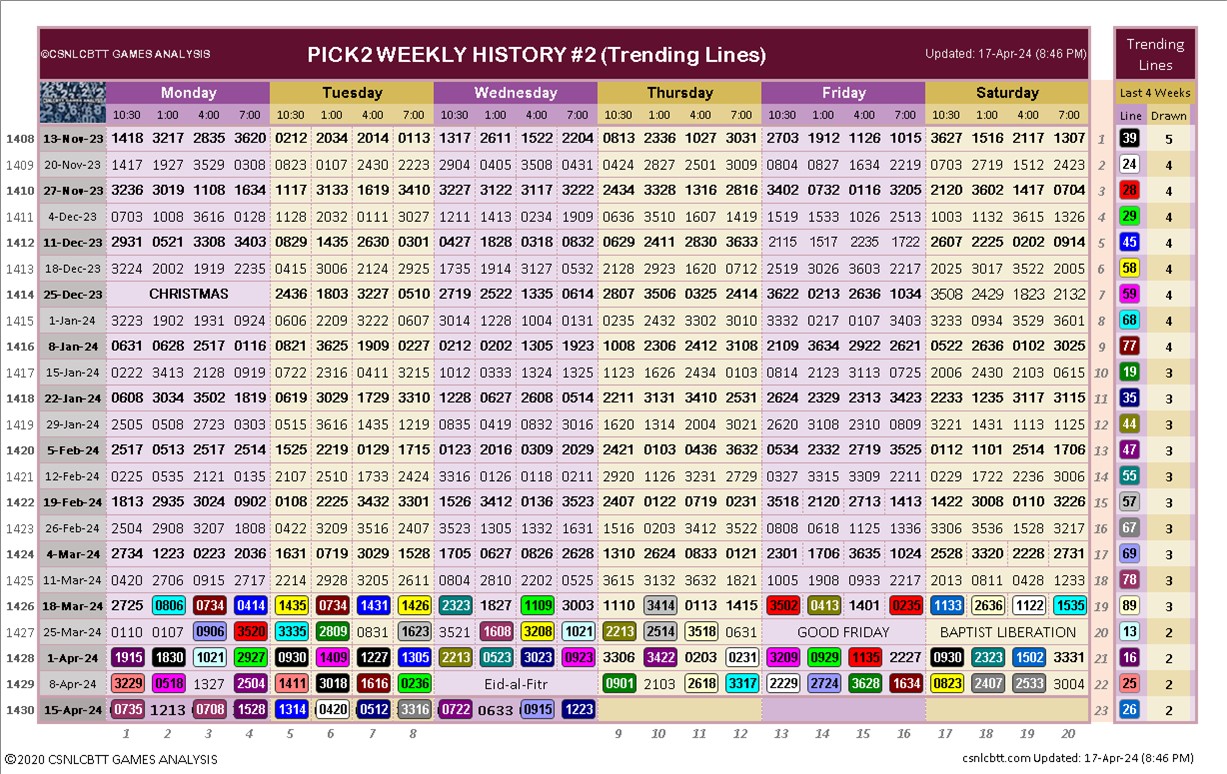 ©CSNLCBTT GAMES ANALYSIS PICK2 WEEKLY HISTORY #2 (Trending Lines) Updated: 17-Apr-24 (8:46 PM) Trending Lines
Monday Tuesday Wednesday Thursday Friday Saturday Last 4 Weeks
10:30 1:00 4:00 7:00 10:30 1:00 4:00 7:00 10:30 1:00 4:00 7:00 10:30 1:00 4:00 7:00 10:30 1:00 4:00 7:00 10:30 1:00 4:00 7:00 Line Drawn
1408 13-Nov-23 1418 3217 2835 3620 0212 2034 2014 0113 1317 2611 1522 2204 0813 2336 1027 3031 2703 1912 1126 1015 3627 1516 2117 1307 1 39 5
1409 20-Nov-23 1417 1927 3529 0308 0823 0107 2430 2223 2904 0405 3508 0431 0424 2827 2501 3009 0804 0827 1634 2219 0703 2719 1512 2423 2 24 4
1410 27-Nov-23 3236 3019 1108 1634 1117 3133 1619 3410 3227 3122 3117 3222 2434 3328 1316 2816 3402 0732 0116 3205 2120 3602 1417 0704 3 28 4
1411 4-Dec-23 0703 1008 3616 0128 1128 2032 0111 3027 1211 1413 0234 1909 0636 3510 1607 1419 1519 1533 1026 2513 1003 1132 3615 1326 4 29 4
1412 11-Dec-23 2931 0521 3308 3403 0829 1435 2630 0301 0427 1828 0318 0832 0629 2411 2830 3633 2115 1517 2235 1722 2607 2225 0202 0914 5 45 4
1413 18-Dec-23 3224 2002 1919 2235 0415 3006 2124 2925 1735 1914 3127 0532 2128 2923 1620 0712 2519 3026 3603 2217 2025 3017 3522 2005 6 58 4
1414 25-Dec-23 CHRISTMAS 2436 1803 3227 0519 2719 2522 1335 0614 2807 3506 0325 2414 3622 0213 2636 1034 3508 2429 1823 2132 7 59 4
1415 1-Jan-24 3223 1902 1931 0924 0606 2209 3222 0607 3014 1228 1004 0131 0235 2432 3302 3010 3332 0217 0107 3403 3233 0934 3529 3601 8 68 4
1416 8-Jan-24 0631 0628 2517 0116 0821 3625 1909 0227 0212 0202 1305 1923 1008 2306 2412 3108 2109 3634 2922 2621 0522 2636 0102 3025 9 77 4
1417 15-Jan-24 0222 3413 2128 0919 0722 2316 0411 3215 1012 0333 1324 1325 1123 1626 2434 0103 0814 2123 3113 0725 2006 2430 2103 0615 10 19 3
1418 22-Jan-24 0608 3034 3502 1819 0619 3029 1729 3310 1228 0627 2608 0514 2211 3131 3410 2531 2624 2329 2313 3423 2233 1235 3117 3115 11 35 3
1419 29-Jan-24 2505 0508 2723 0303 0515 3616 1435 1219 0835 0419 0832 3016 1620 1314 2004 3021 2620 3108 2310 0809 3221 1431 1113 1125 12 44 3
1420 5-Feb-24 2517 0513 2517 2514 1525 2219 0129 1713 0123 2016 0309 2029 2421 0103 0436 3632 0534 2332 2719 3525 0112 1101 2514 1706 13 47 3
1421 12-Feb-24 0225 0535 2121 0135 2107 2510 1733 2424 3316 0126 0118 0211 2920 1126 3231 2729 0327 3315 3309 2211 0229 1722 2236 3006 14 55 3
1422 19-Feb-24 1813 2935 3024 0902 0108 2225 3432 3301 1526 3412 0136 3523 2407 0122 0719 0231 3518 2120 2713 1413 1422 3008 0110 3226 15 57 3
1423 26-Feb-24 2504 2908 3207 1808 0422 3209 3516 2407 3523 1305 1332 1631 1516 0203 3412 3522 0808 0618 1125 1336 3306 3536 1528 3217 16 67 3
1424 4-Mar-24 2734 1223 0223 2036 1631 0719 3029 1528 1705 0627 0826 2628 1310 2624 0833 0121 2301 1706 3635 1024 2528 3320 2228 2731 17 69 3
1425 11-Mar-24 0420 2706 0915 2717 2214 2928 3205 2611 0804 2810 2202 0525 3615 3132 3632 1821 1005 1908 0933 2217 2013 0811 0428 1233 18 78 3
1426 18-Mar-24 2725 0806 0734 0414 1435 0734 1431 1426 2323 1827 1109 3003 1110 3414 0113 1415 3502 0413 1401 0235 1133 2636 1122 1535 19 89 3
1427 25-Mar-24 0110 0107 0906 3520 3335 2809 0831 1623 3521 1608 3208 1021 2213 2514 3518 0631 GOOD FRIDAY BAPTIST LIBERATION 20 13 2
1428 1-Apr-24 1915 1830 1021 2927 0930 1409 1227 1305 2213 0523 3023 0923 3306 3422 0203 0231 3209 0929 1135 2227 0930 2323 1502 3331 21 16 2
1429 8-Apr-24 3229 0518 1327 2504 1411 3018 1616 0236 Eid-al-Fitr 0901 2103 2618 3317 2229 2724 3628 1634 0823 2407 2533 3004 22 25 2
1430 15-Apr-24 0735 1213 0708 1528 1314 0420 0512 3316 0722 0633 0915 1223 23 26 2
1 2 3 4 5 6 7 8 9 10 11 12 13 14 15 16 17 18 19 20
©2020 CSNLCBTT GAMES ANALYSIS csnlcbtt.com Updated: 17-Apr-24 (8:46 PM)